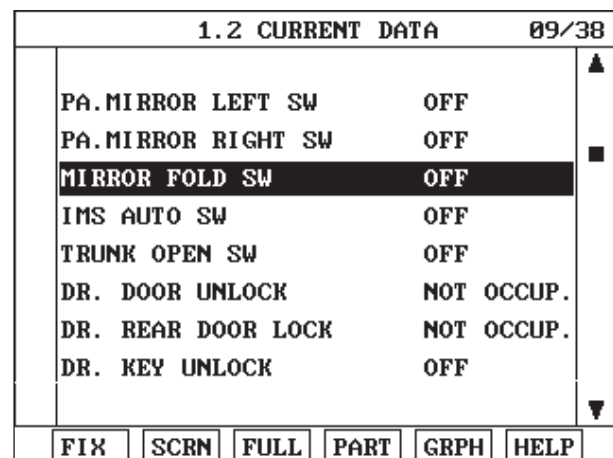 1.2 CURRENT DATA 09/38
PA.MIRROR LEFT SW OFF
PA.MIRROR RIGHT SW OFF
MIRROR FOLD SW OFF
IMS AUTO SW OFF
TRUNK OPEN SW OFF
DR. DOOR UNLOCK NOT OCCUP.
DR. REAR DOOR LOCK NOT OCCUP.
DR. KEY UNLOCK OFF
FIX SCRN FULL PART GRPH HELP